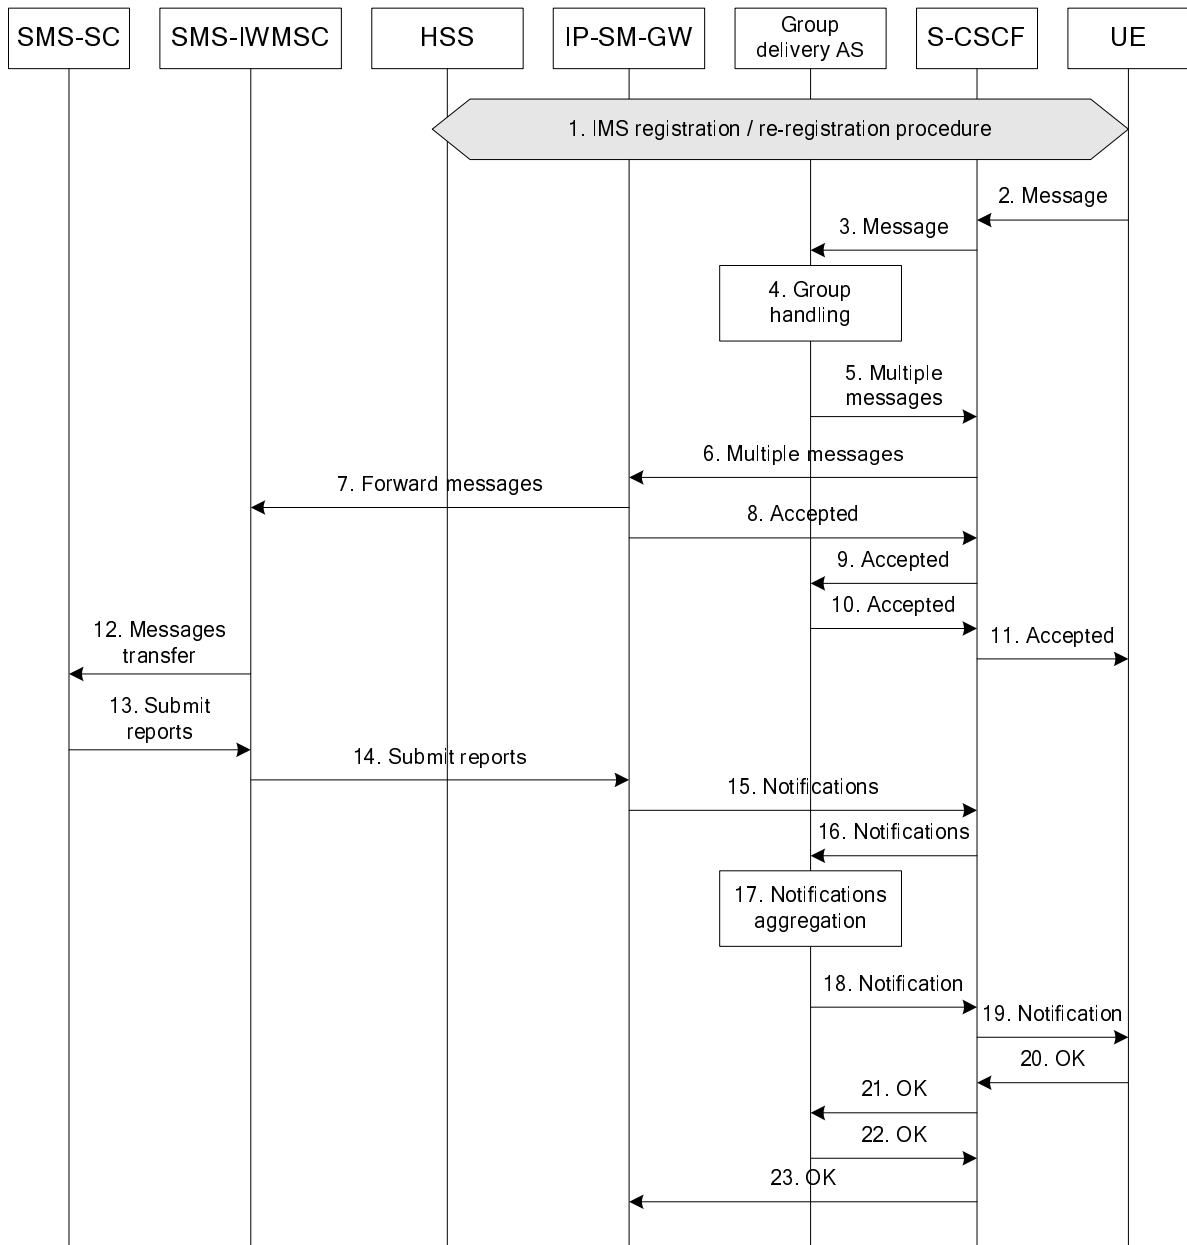 SMS-SC
SMS-IWMSC
HSS
IP-SM-GW
Group
delivery AS
S-CSCF
UE
1. IMS registration / re-registration procedure
2. Message
3. Message
4. Group
handling
5. Multiple
messages
6. Multiple messages
7. Forward messages
8. Accepted
9. Accepted
10. Accepted
11. Accepted
12. Messages
transfer
13. Submit
reports
14. Submit reports
15. Notifications
16. Notifications
17. Notifications
aggregation
18. Notification
19. Notification
20. OK
21. OK
22. OK
23. OK